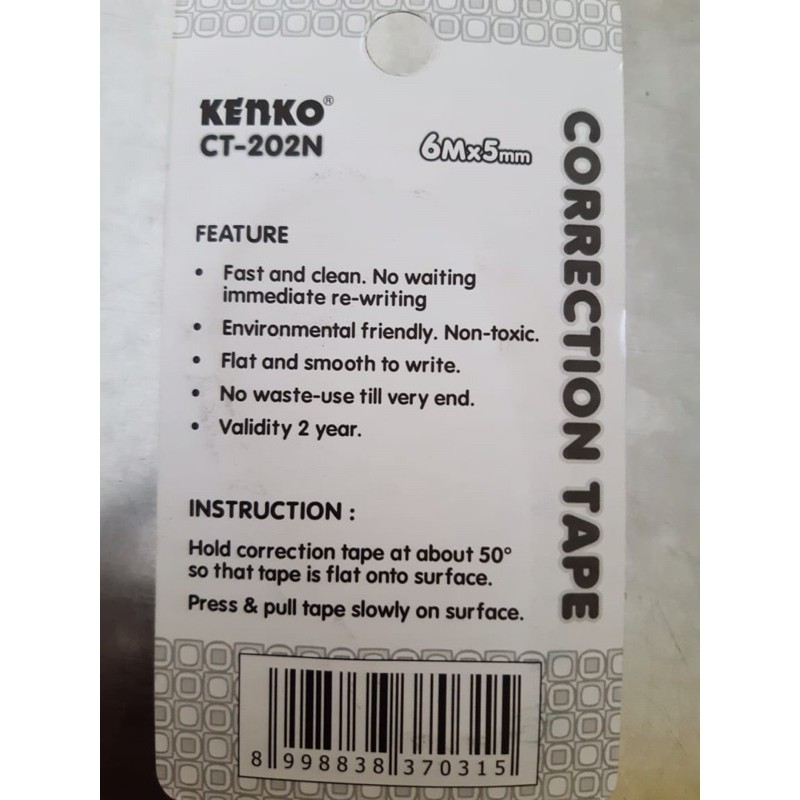 KENKO®
CT-202N
6Mx5mm
CORRECTION TAPE
FEATURE
• Fast and clean. No waiting
immediate re-writing
• Environmental friendly. Non-toxic.
• Flat and smooth to write.
• No waste-use till very end.
• Validity 2 year.
INSTRUCTION :
Hold correction tape at about 50°
so that tape is flat onto surface.
Press & pull tape slowly on surface.
8 998838 370315